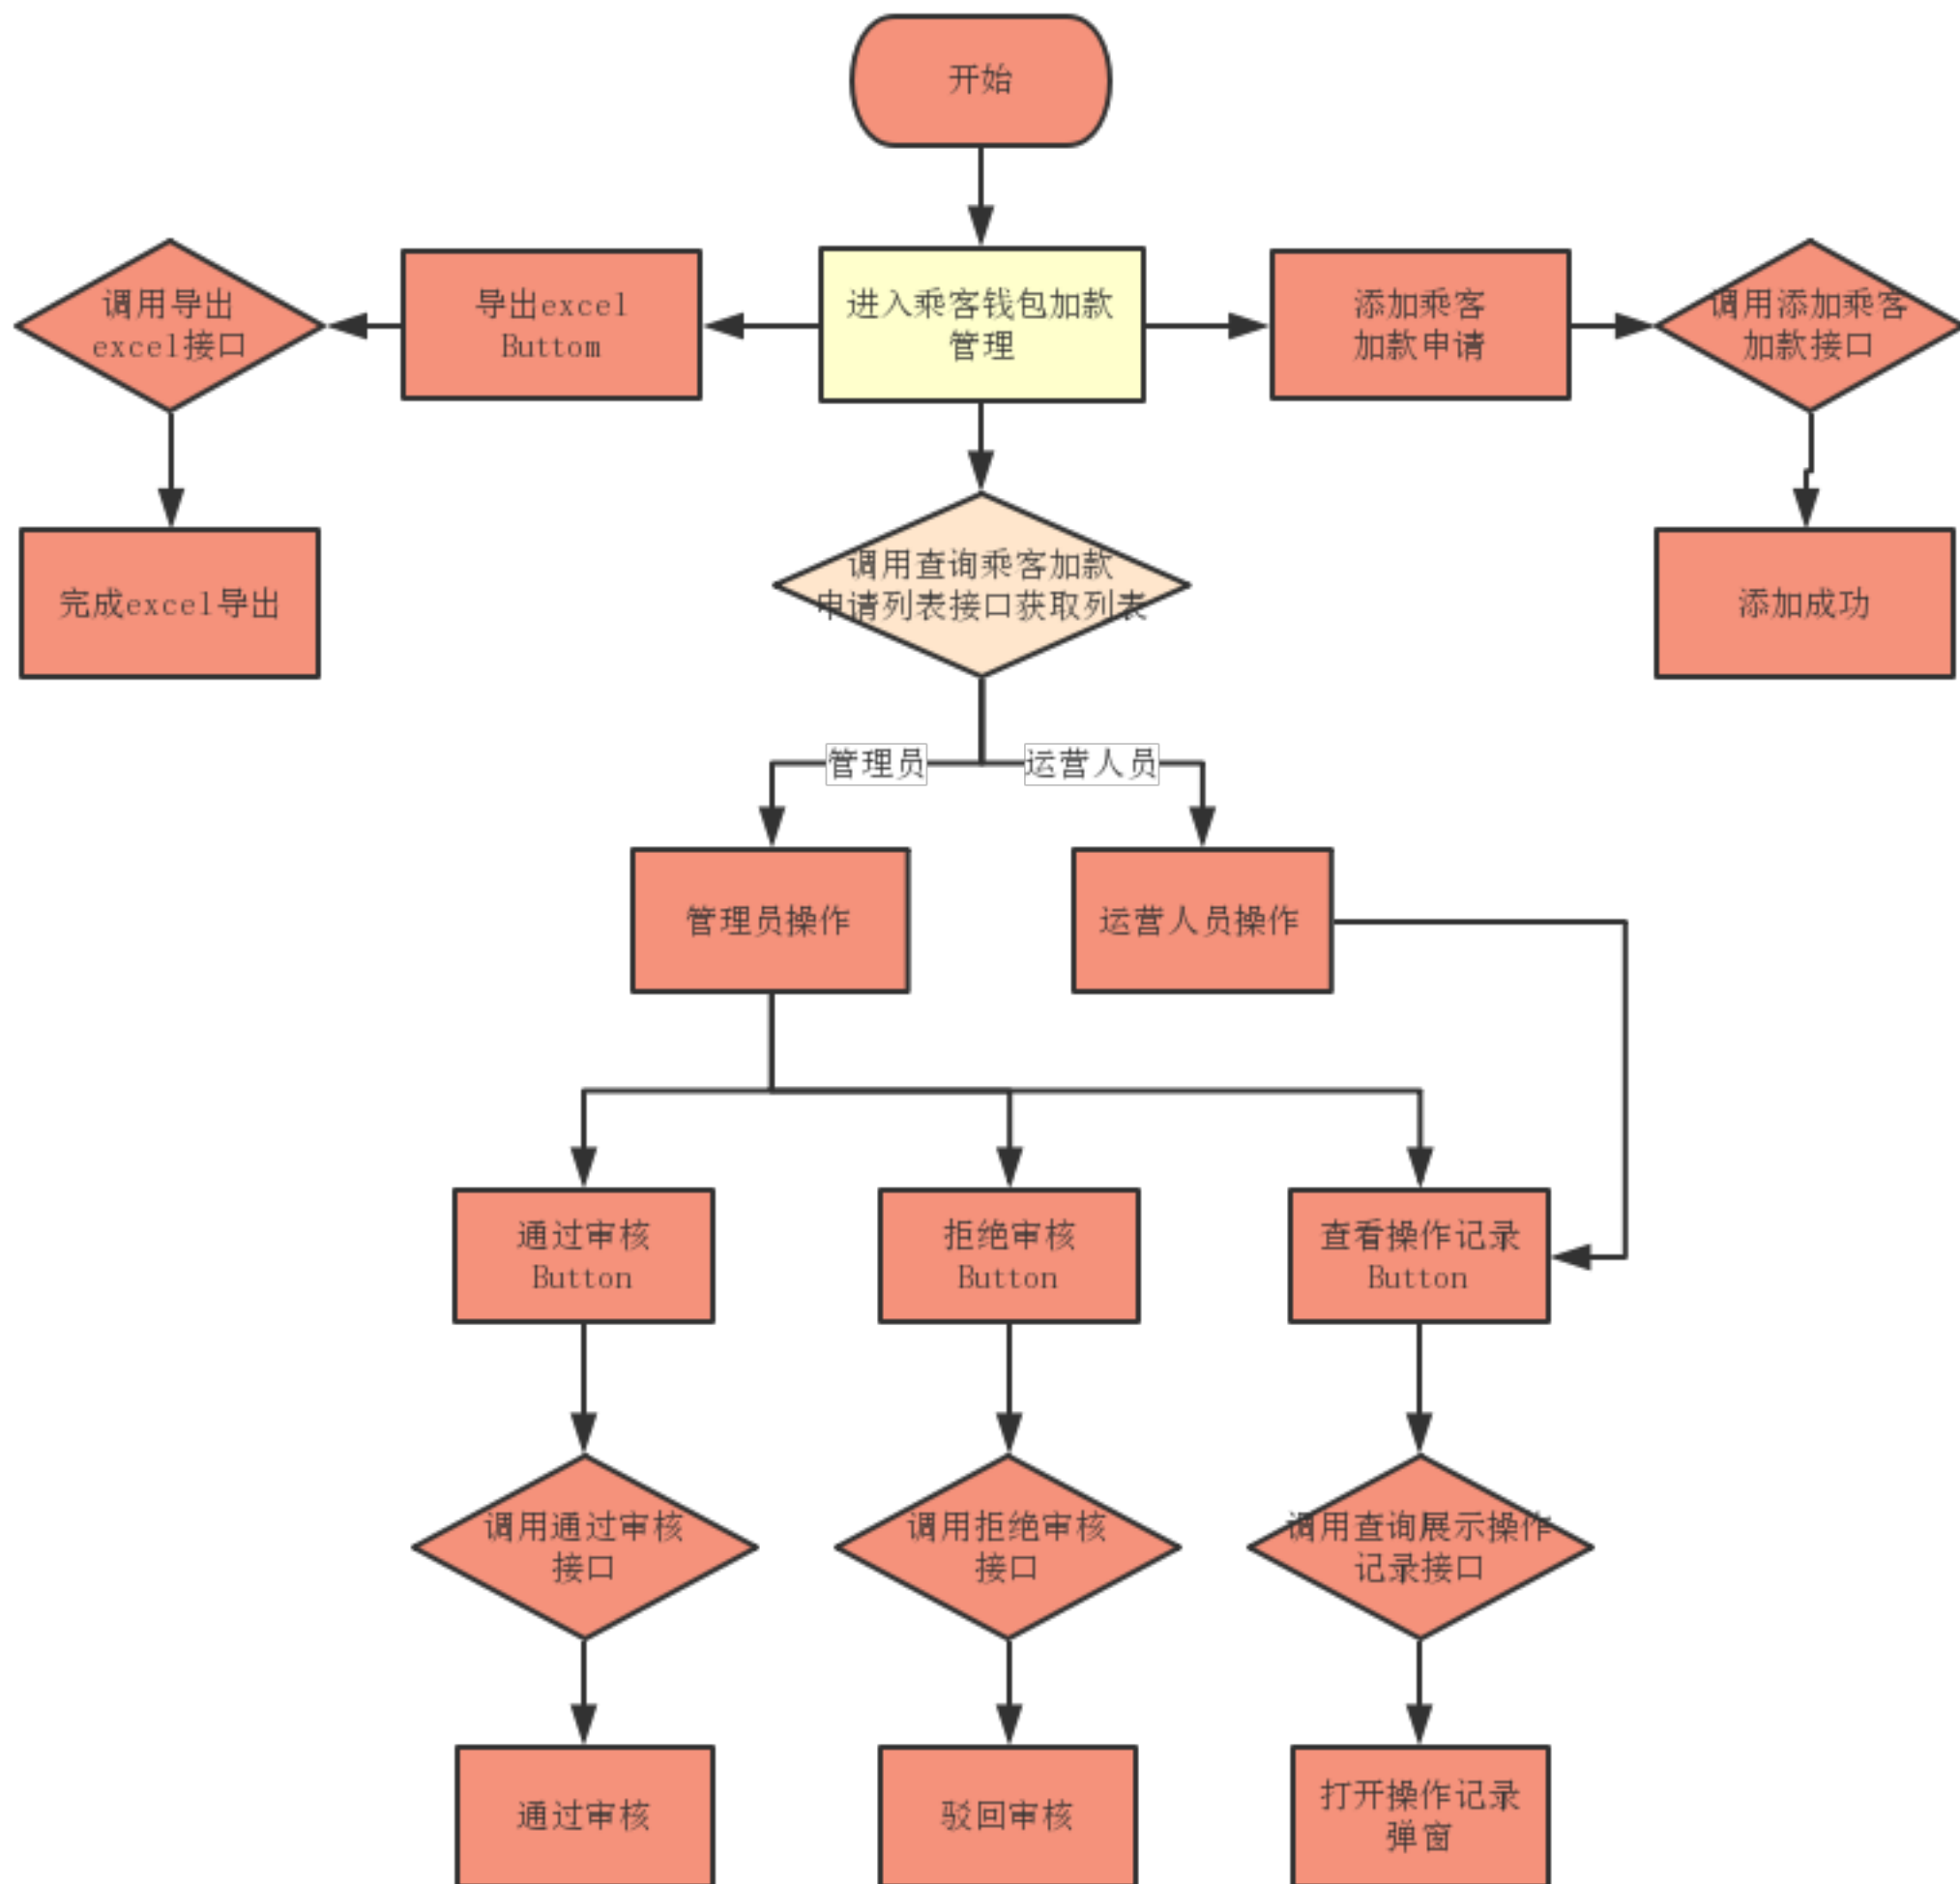 开始
调用导出
excel接口
导出excel
Buttom
进入乘客钱包加款
管理
添加乘客
加款申请
调用添加乘客
加款接口
完成excel导出
调用查询乘客加款
申请列表接口获取列表
添加成功
管理员
运营人员
管理员操作
运营人员操作
通过审核
Button
拒绝审核
Button
查看操作记录
Button
调用通过审核
接口
调用拒绝审核
接口
调用查询展示操作
记录接口
通过审核
驳回审核
打开操作记录
弹窗